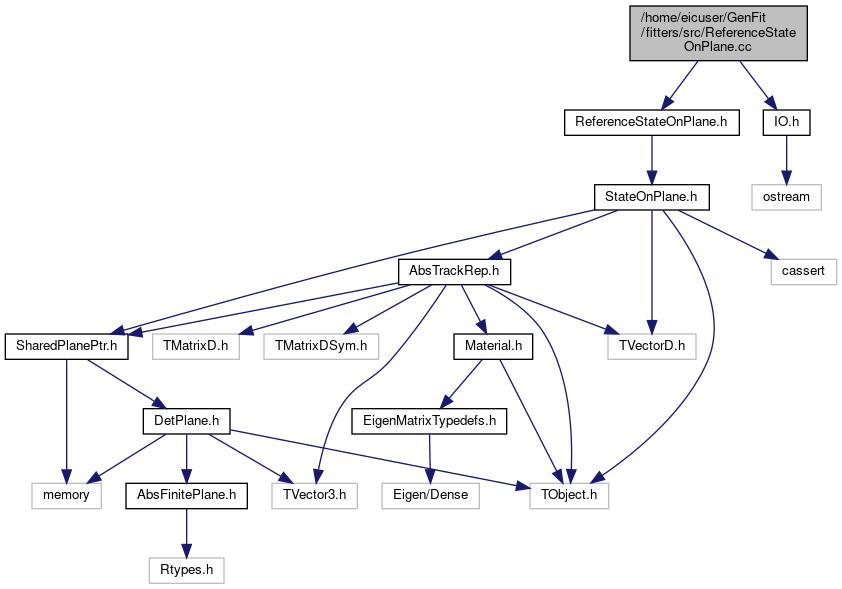 /home/eicuser/GenFit
/fitters/src/ReferenceState
OnPlane.cc
ReferenceStateOnPlane.h
IO.h
StateOnPlane.h
ostream
AbsTrackRep.h
cassert
SharedPlanePtr.h
TMatrixD.h
TMatrixDSym.h
Material.h
TVectorD.h
DetPlane.h
EigenMatrixTypedefs.h
memory
AbsFinitePlane.h
TVector3.h
Eigen/Dense
TObject.h
Rtypes.h